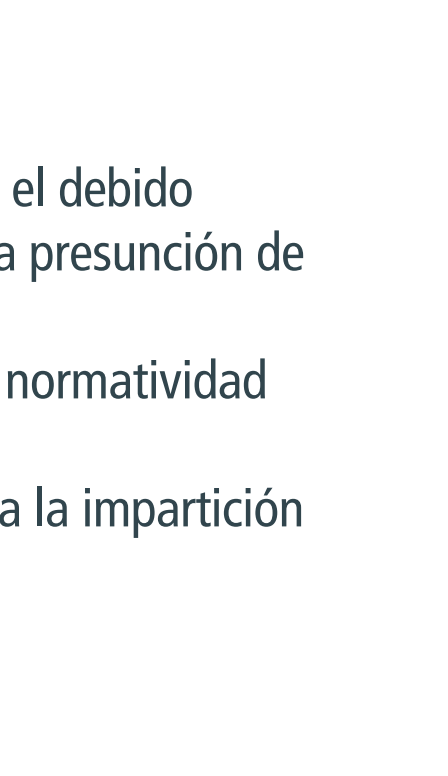 el debido
a presunción de
normatividad
a la impartición